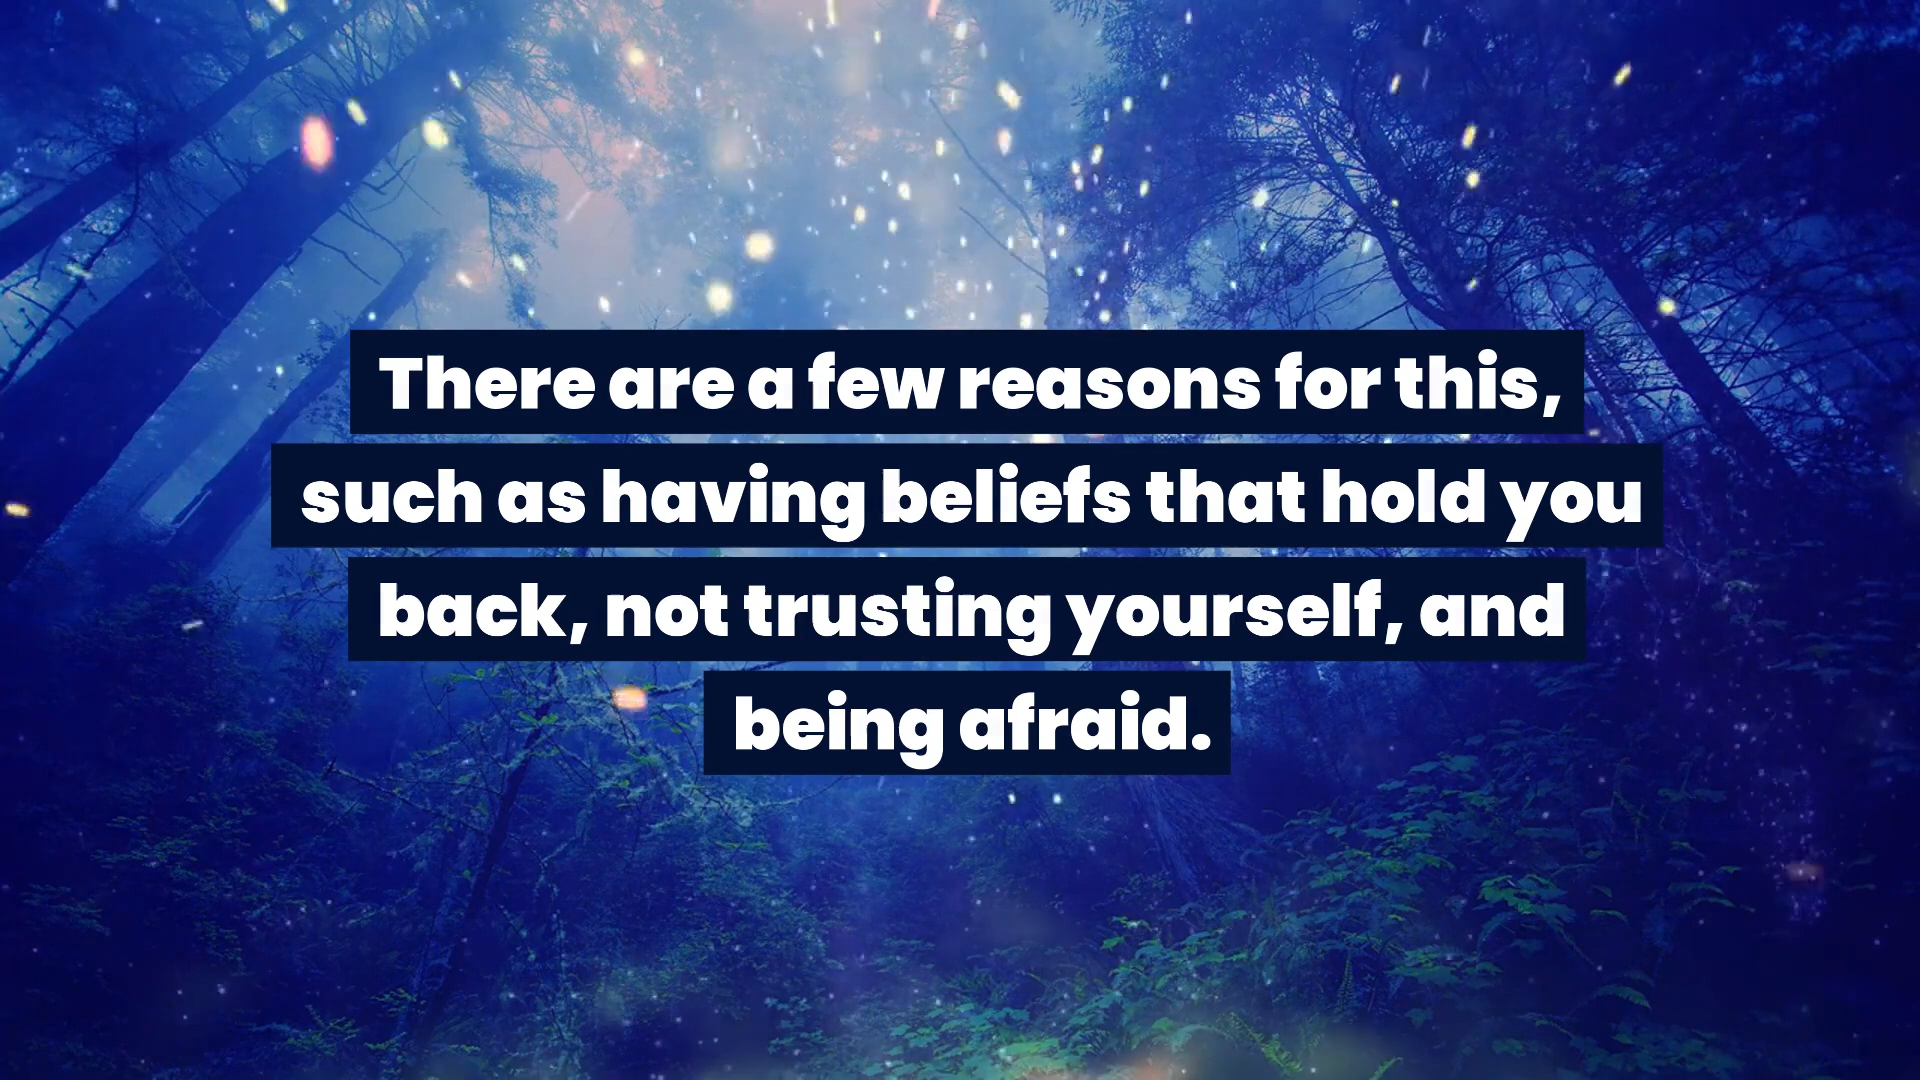 There are a few reasons for this,
such as having beliefs that hold you
back, not trusting yourself, and
being afraid.